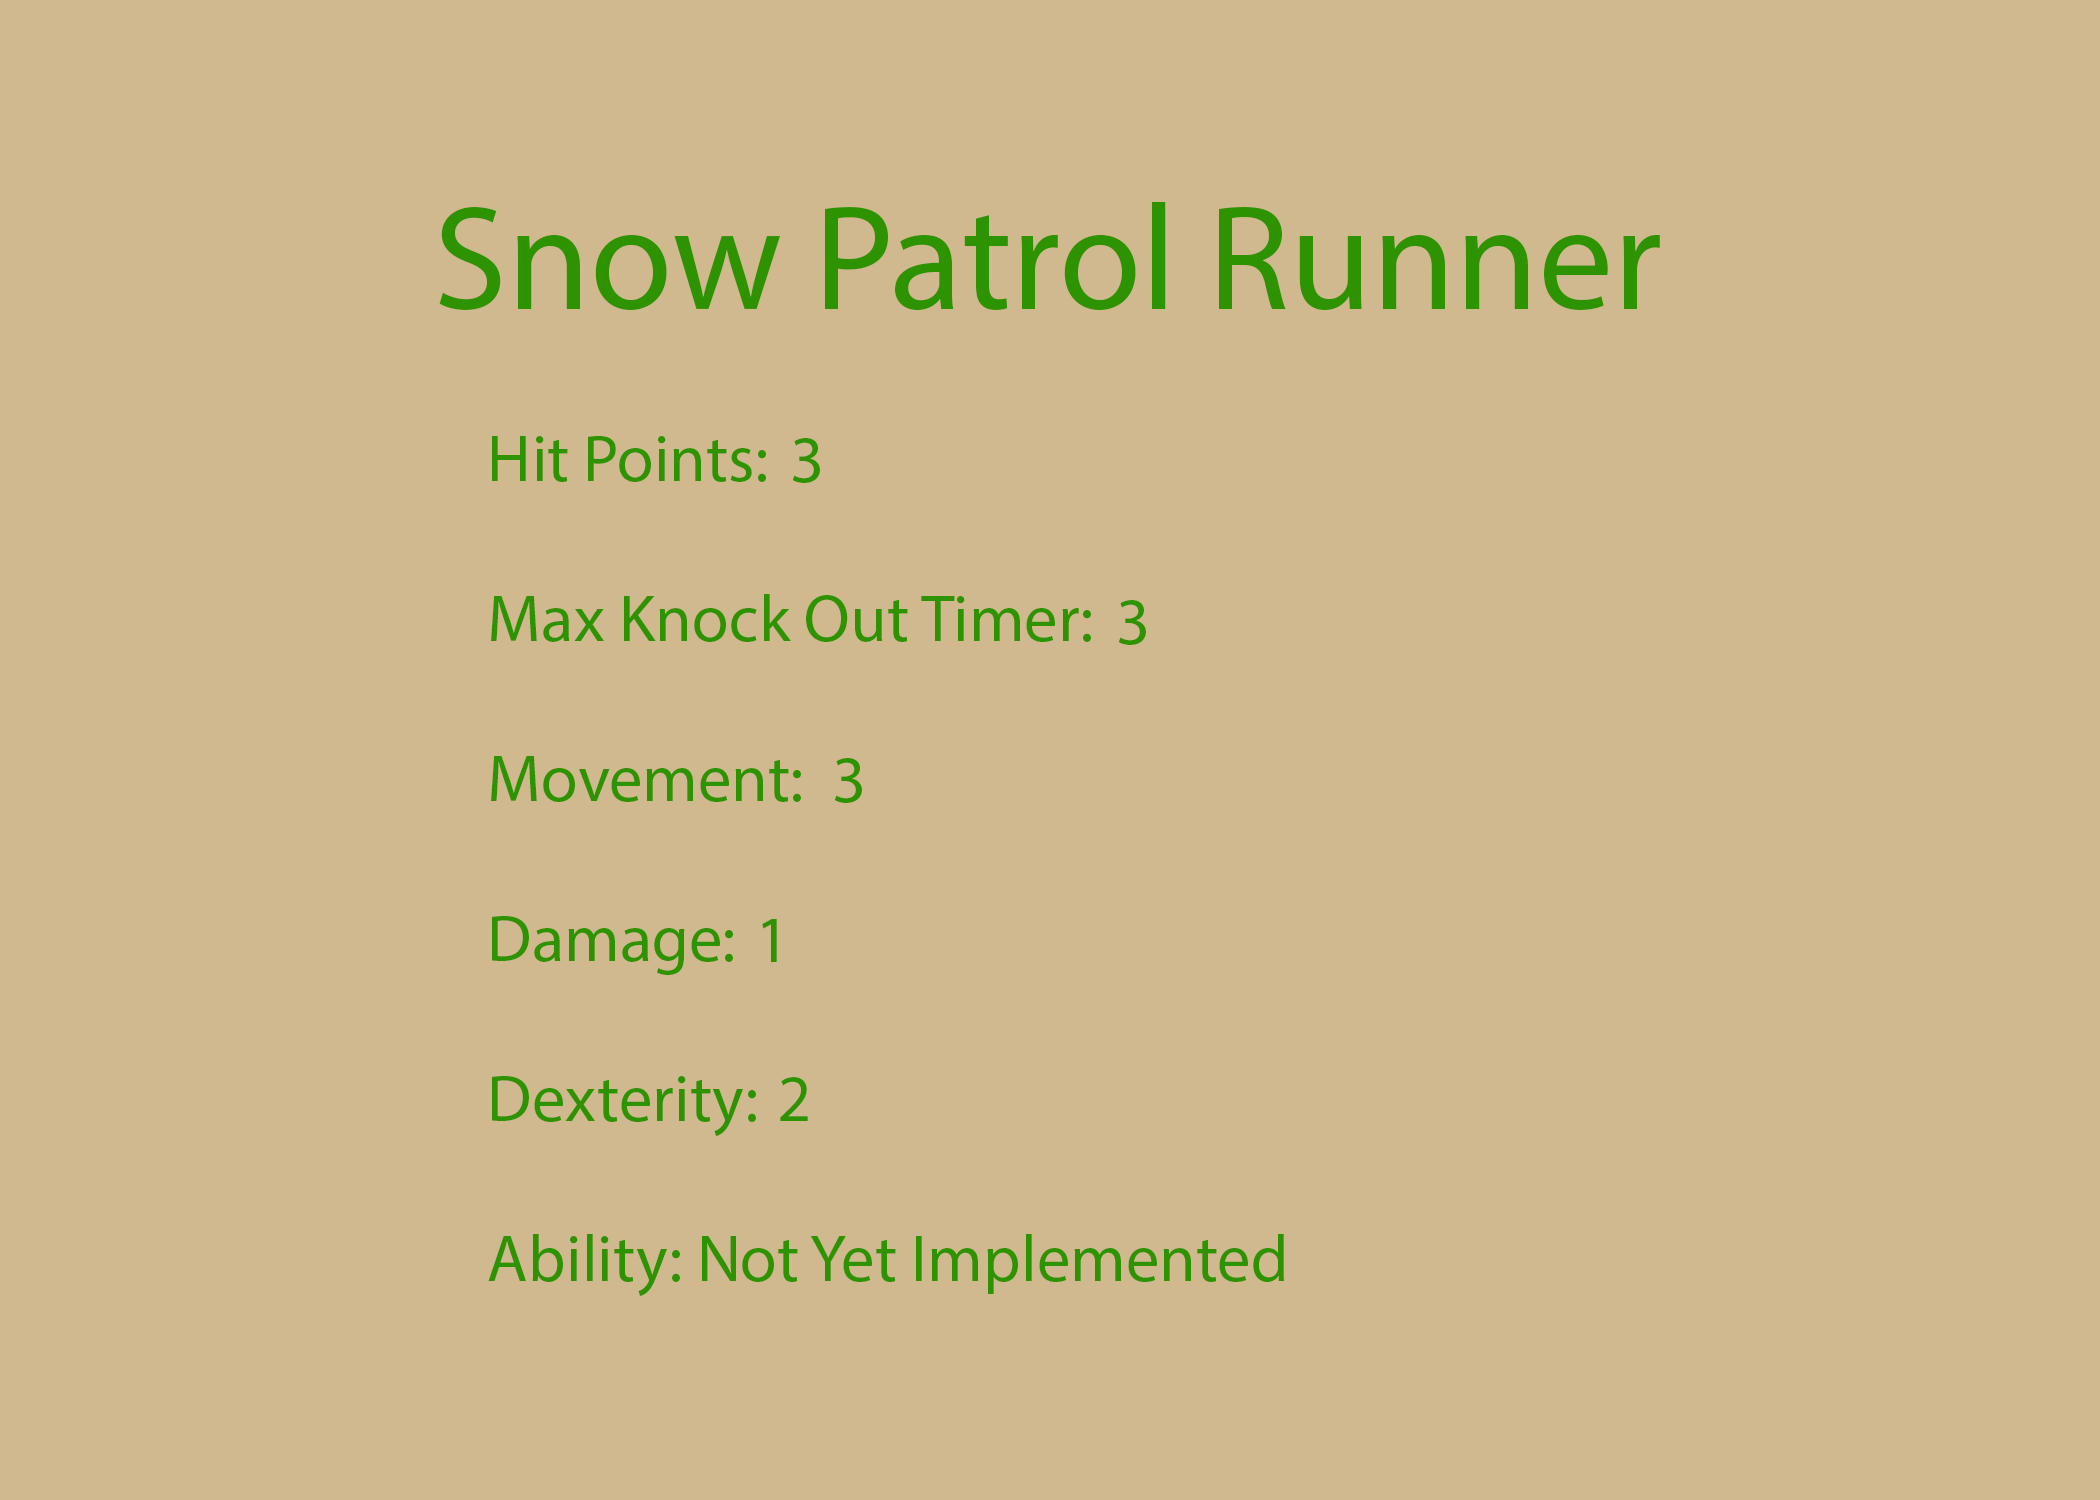 Snow Patrol Runner
Hit Points: 3
Max Knock Out Timer: 3
Movement: 3
Damage: 1
Dexterity: 2
Ability: Not Yet Implemented